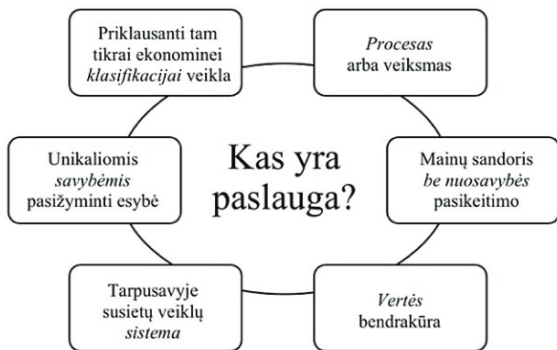 Priklausanti tam
tikrai ekonominei
klasifikacijai veikla
Procesas
arba veiksmas
Unikaliomis
savybėmis
pasižyminti esybė
Kas yra
paslauga?
Mainų sandoris
be nuosavybės
pasikeitimo
Tarpusavyje
susietų veiklų
sistema
Vertės
bendrakūra